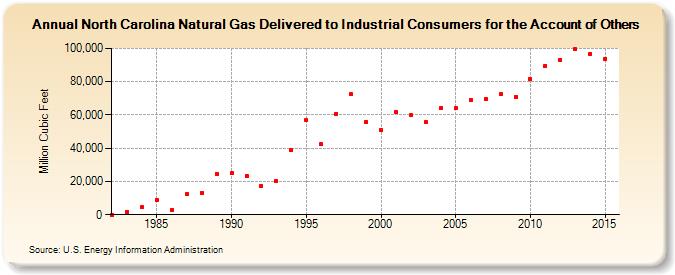 Annual North Carolina Natural Gas Delivered to Industrial Consumers for the Account of Others
Million Cubic Feet
100,000
80,000
60,000
40,000
20,000
0
1985 1990 1995 2000 2005 2010 2015
Source: U.S. Energy Information Administration